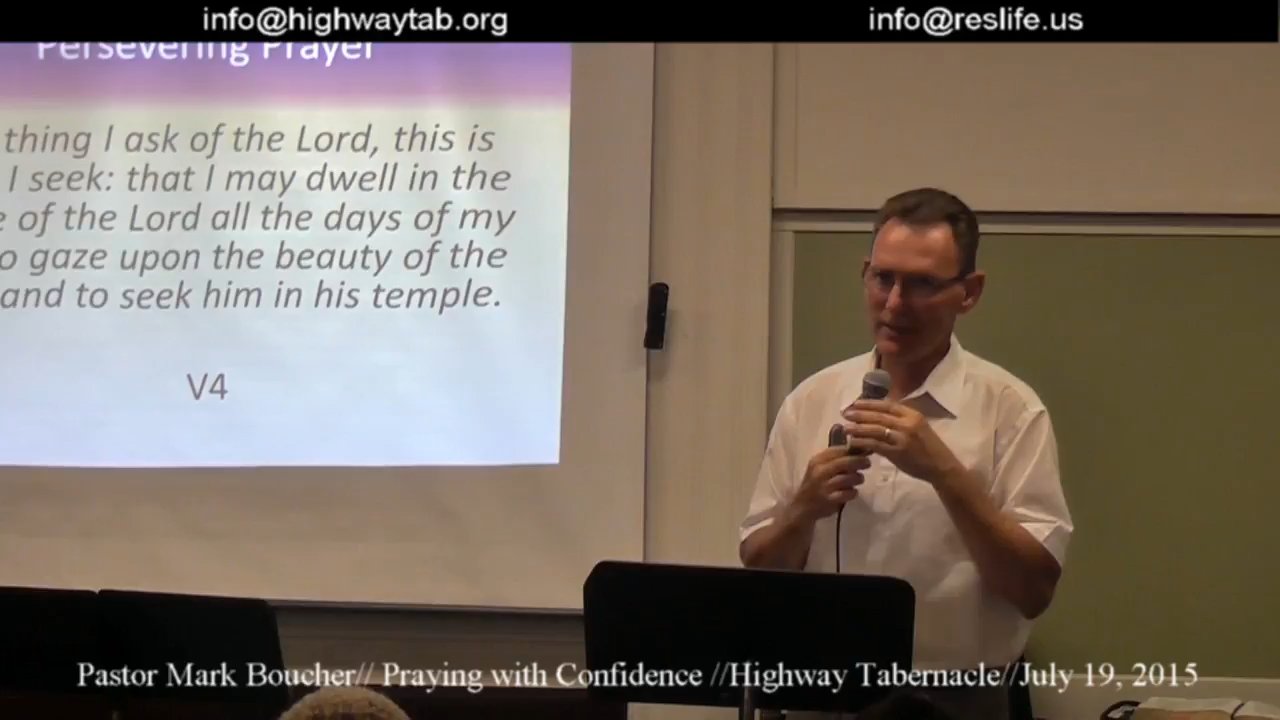 info@highwaytab.org info@reslife.us
Persevering Prayer
thing I ask of the Lord, this is
I seek: that I may dwell in the
e of the Lord all the days of my
o gaze upon the beauty of the
and to seek him in his temple.
V4
Pastor Mark Boucher// Praying with Confidence //Highway Tabernacle//July 19, 2015